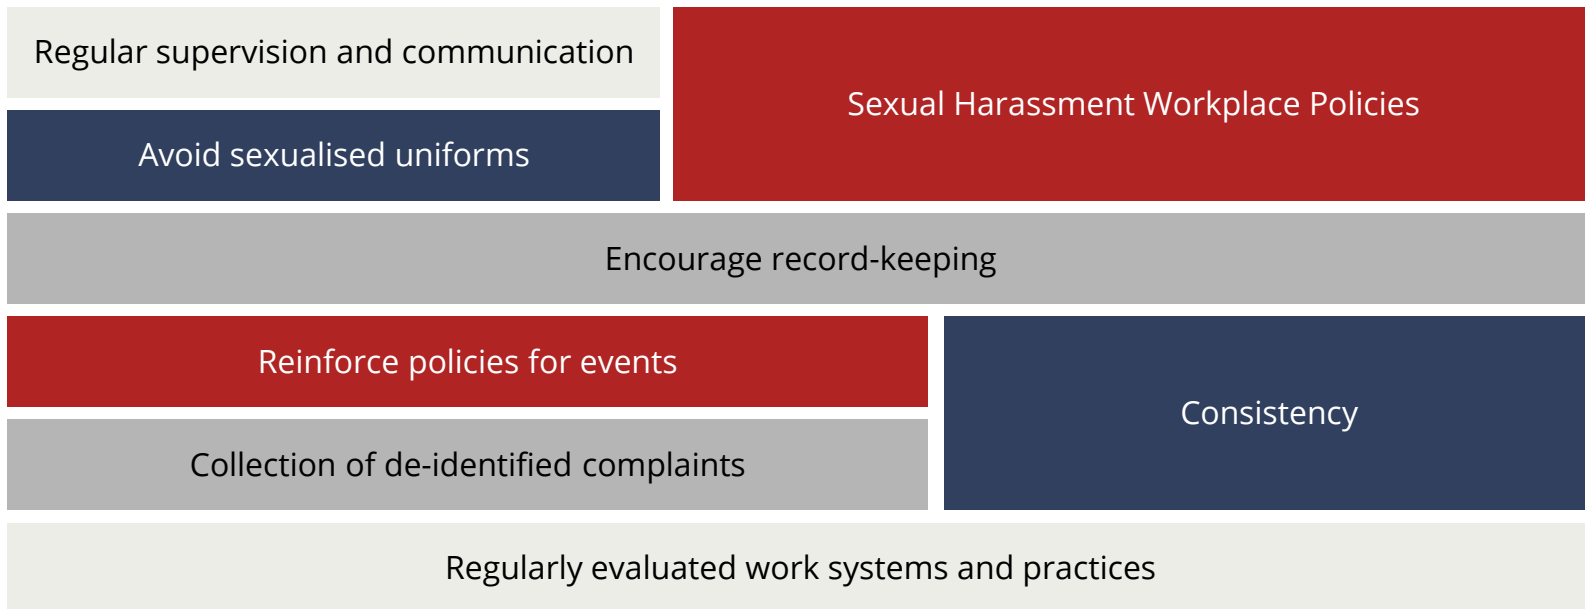 Regular supervision and communication
Sexual Harassment Workplace Policies
Avoid sexualised uniforms
Encourage record-keeping
Reinforce policies for events
Consistency
Collection of de-identified complaints
Regularly evaluated work systems and practices